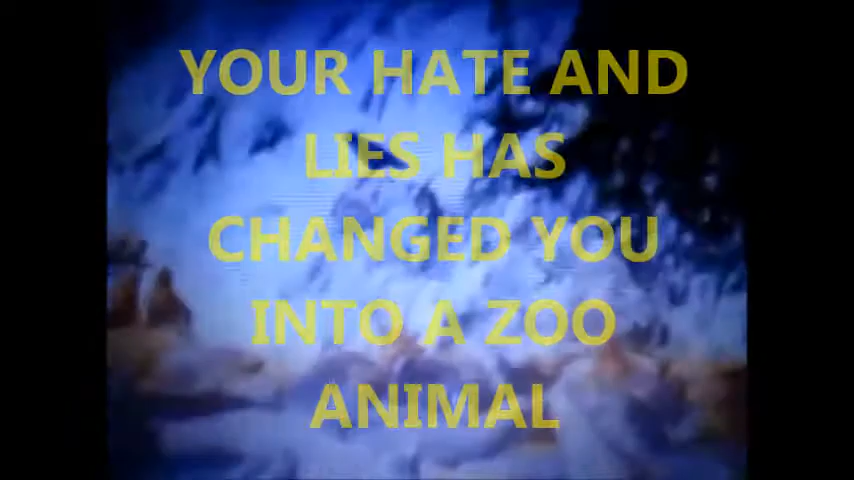 YOUR HATE AND
LIES HAS
CHANGED YOU
INTO A ZOO
ANIMAL